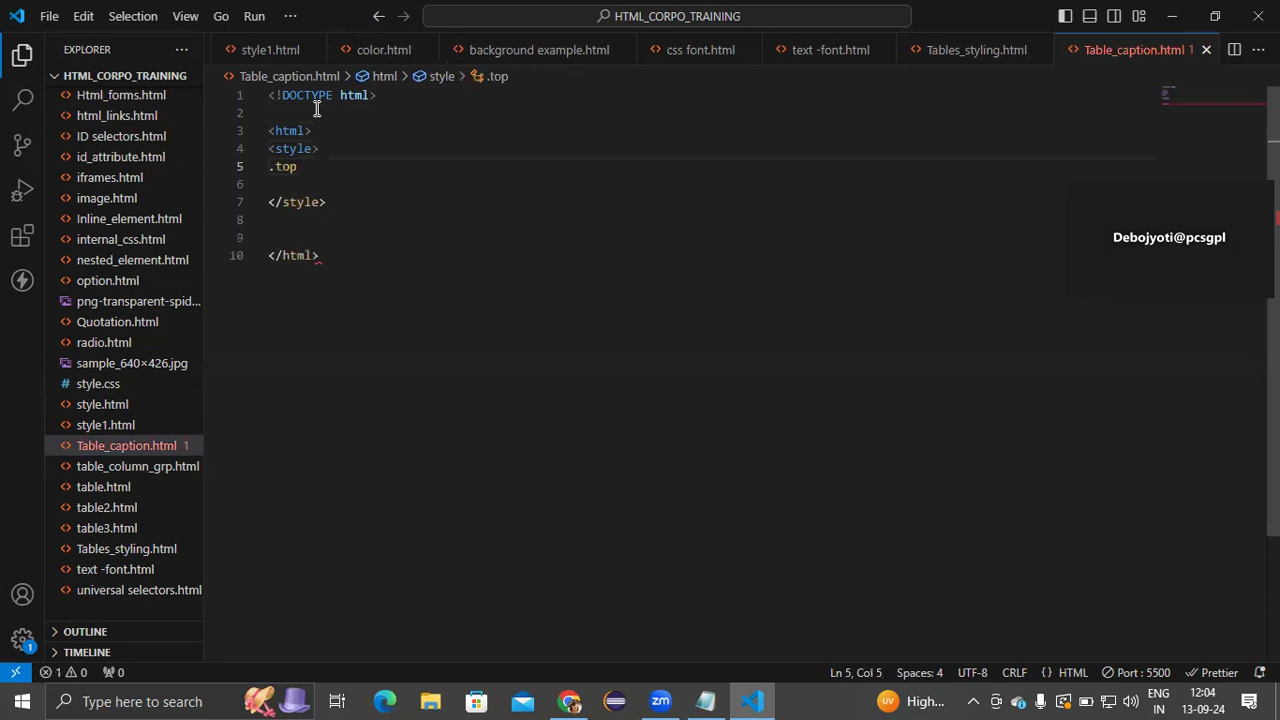 File Edit Selection View Go Run ··· HTML_CORPO_TRAINING
EXPLORER ···
style1.html color.html background example.html css font.html text -font.html Tables_styling.html Table_caption.html 1 ···
HTML_CORPO_TRAINING
Table_caption.html > html > style > .top
Html_forms.html
html_links.html
ID selectors.html
id_attribute.html
iframes.html
image.html
Inline_element.html
internal_css.html
nested_element.html
option.html
png-transparent-spid...
Quotation.html
radio.html
sample_640×426.jpg
# style.css
style.html
style1.html
Table_caption.html 1
table_column_grp.html
table.html
table2.html
table3.html
Tables_styling.html
text -font.html
universal selectors.html
OUTLINE
TIMELINE
1 <!DOCTYPE html>
2
3 <html>
4 <style>
5 .top
6
7 </style>
8
9
10 </html>
Debojyoti@pcsgpl
1
1 0 0 Ln 5, Col 5 Spaces: 4 UTF-8 CRLF {} HTML Port : 5500 Prettier
Type here to search zm High... ENG 12:04
IN 13-09-24